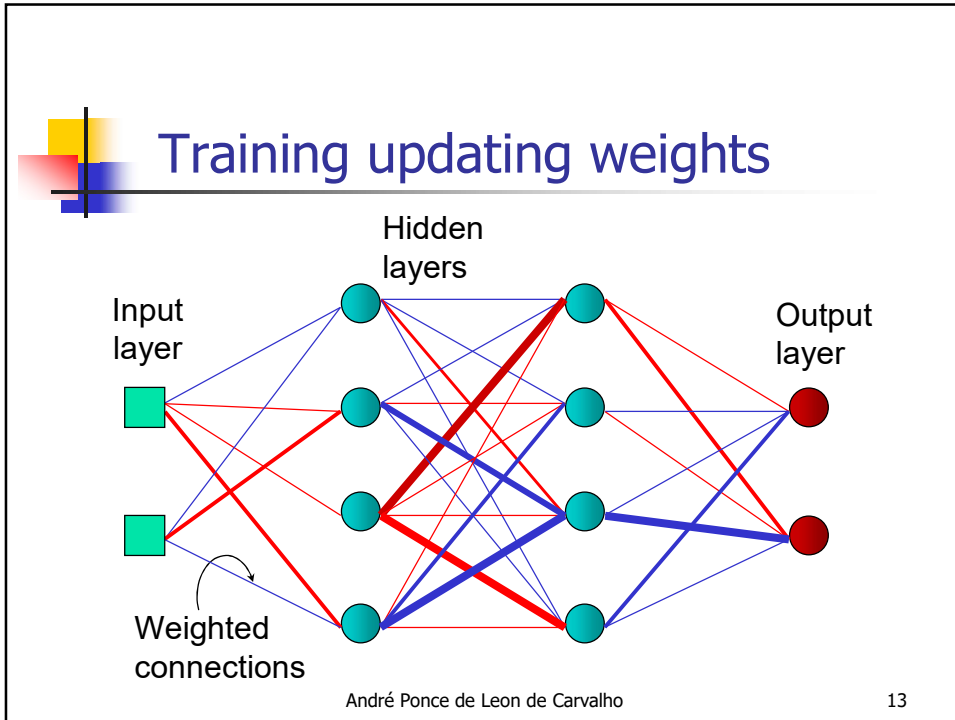 Training updating weights
Hidden
layers
Input
layer
Output
layer
Weighted
connections
André Ponce de Leon de Carvalho
13